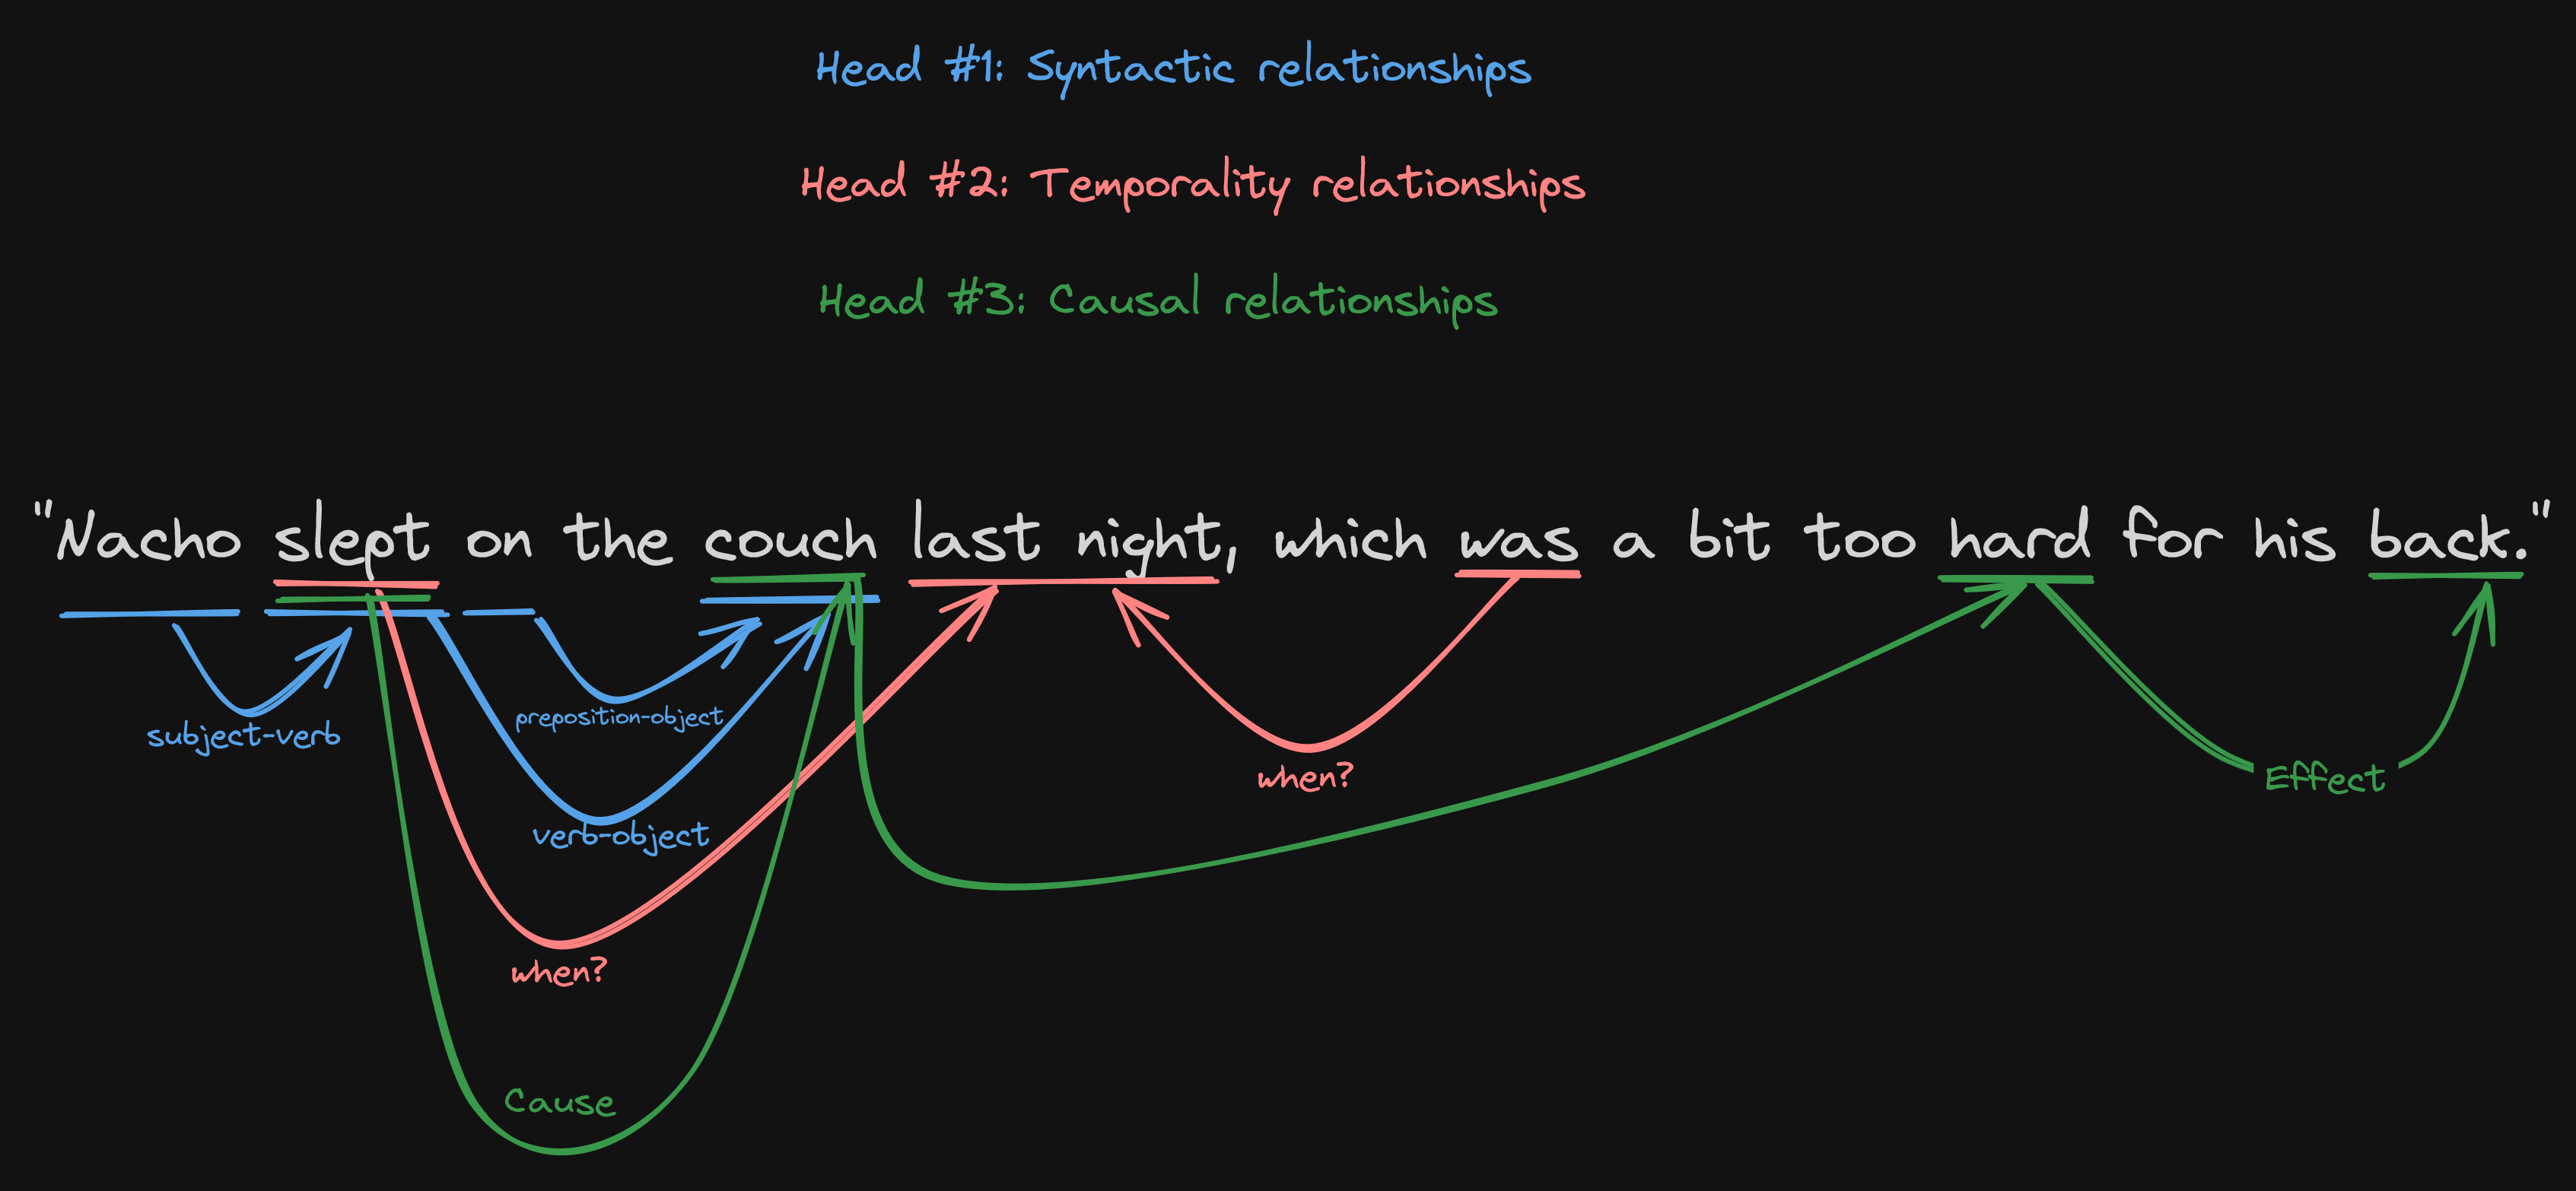 Head #1: Syntactic relationships
Head #2: Temporality relationships
Head #3: Causal relationships
"Nacho slept on the couch last night, which was a bit too hard for his back."
preposition-object
subject-verb
when?
Effect
verb-object
when?
Cause